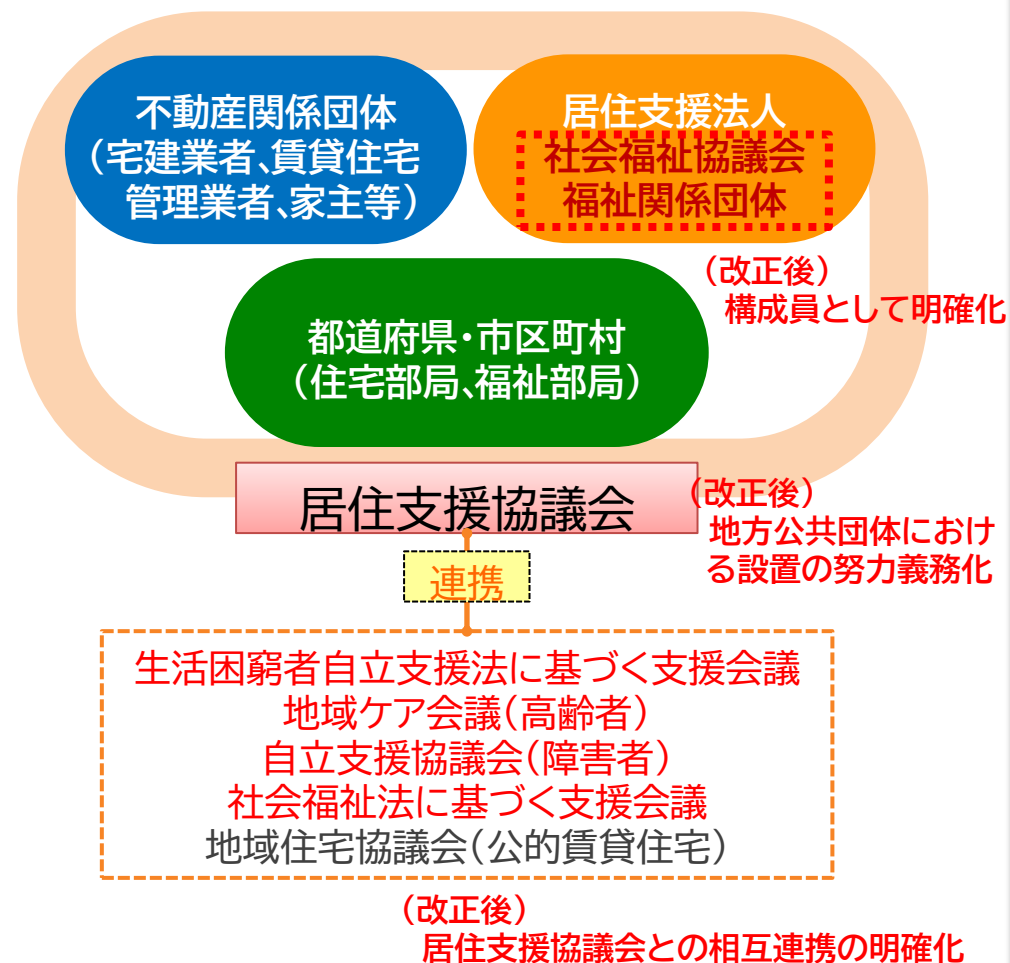 不動産関係団体
（宅建業者、賃貸住宅
管理業者、家主等）
居住支援法人
社会福祉協議会
福祉関係団体
（改正後）
構成員として明確化
都道府県・市区町村
（住宅部局、福祉部局）
居住支援協議会
（改正後）
地方公共団体におけ
る設置の努力義務化
連携
生活困窮者自立支援法に基づく支援会議
地域ケア会議（高齢者）
自立支援協議会（障害者）
社会福祉法に基づく支援会議
地域住宅協議会（公的賃貸住宅）
（改正後）
居住支援協議会との相互連携の明確化